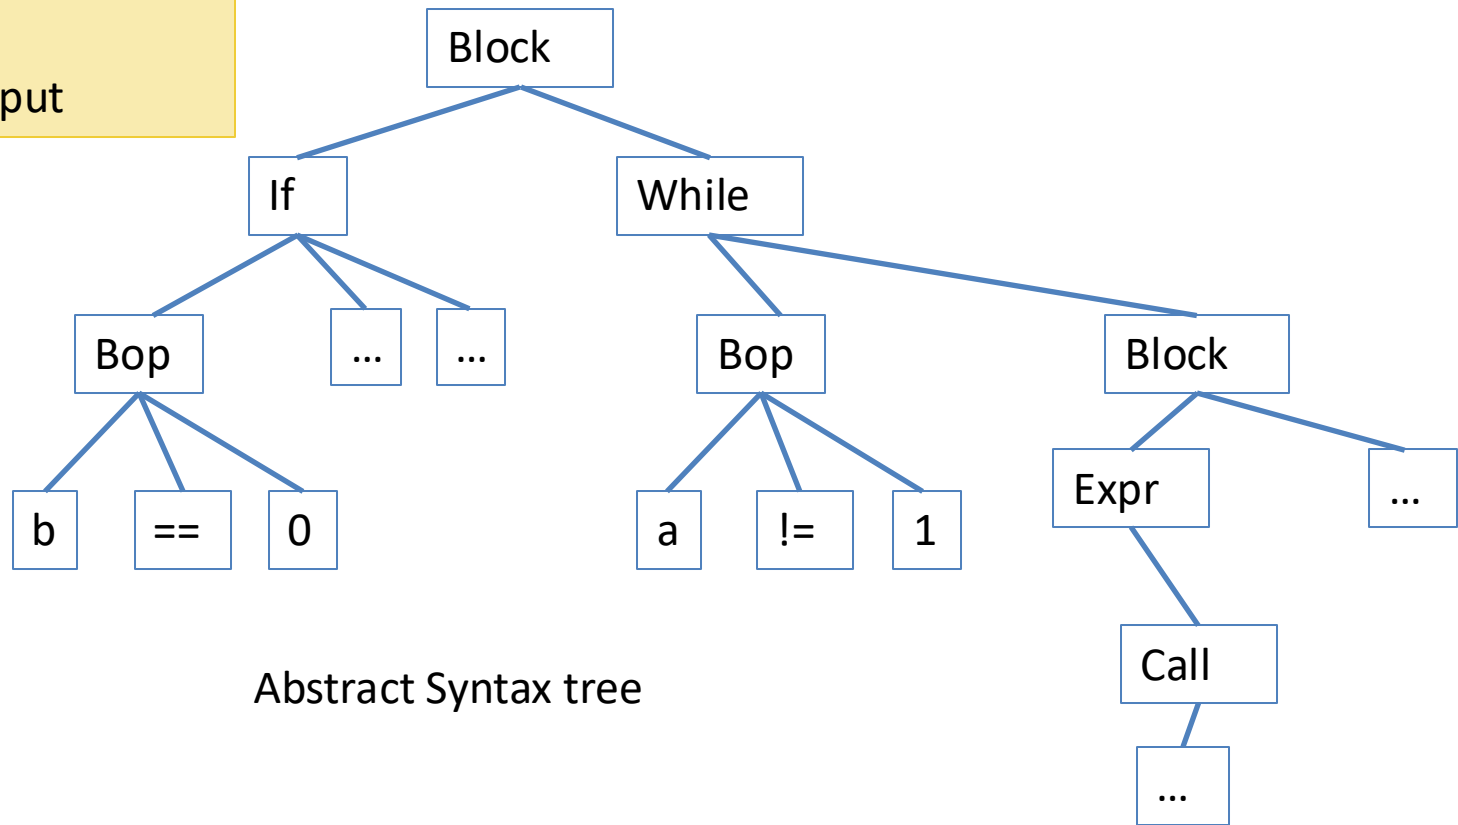 put
Block
If
While
Bop
...
...
Bop
Block
b
==
0
a
!=
1
Expr
...
Call
...
Abstract Syntax tree